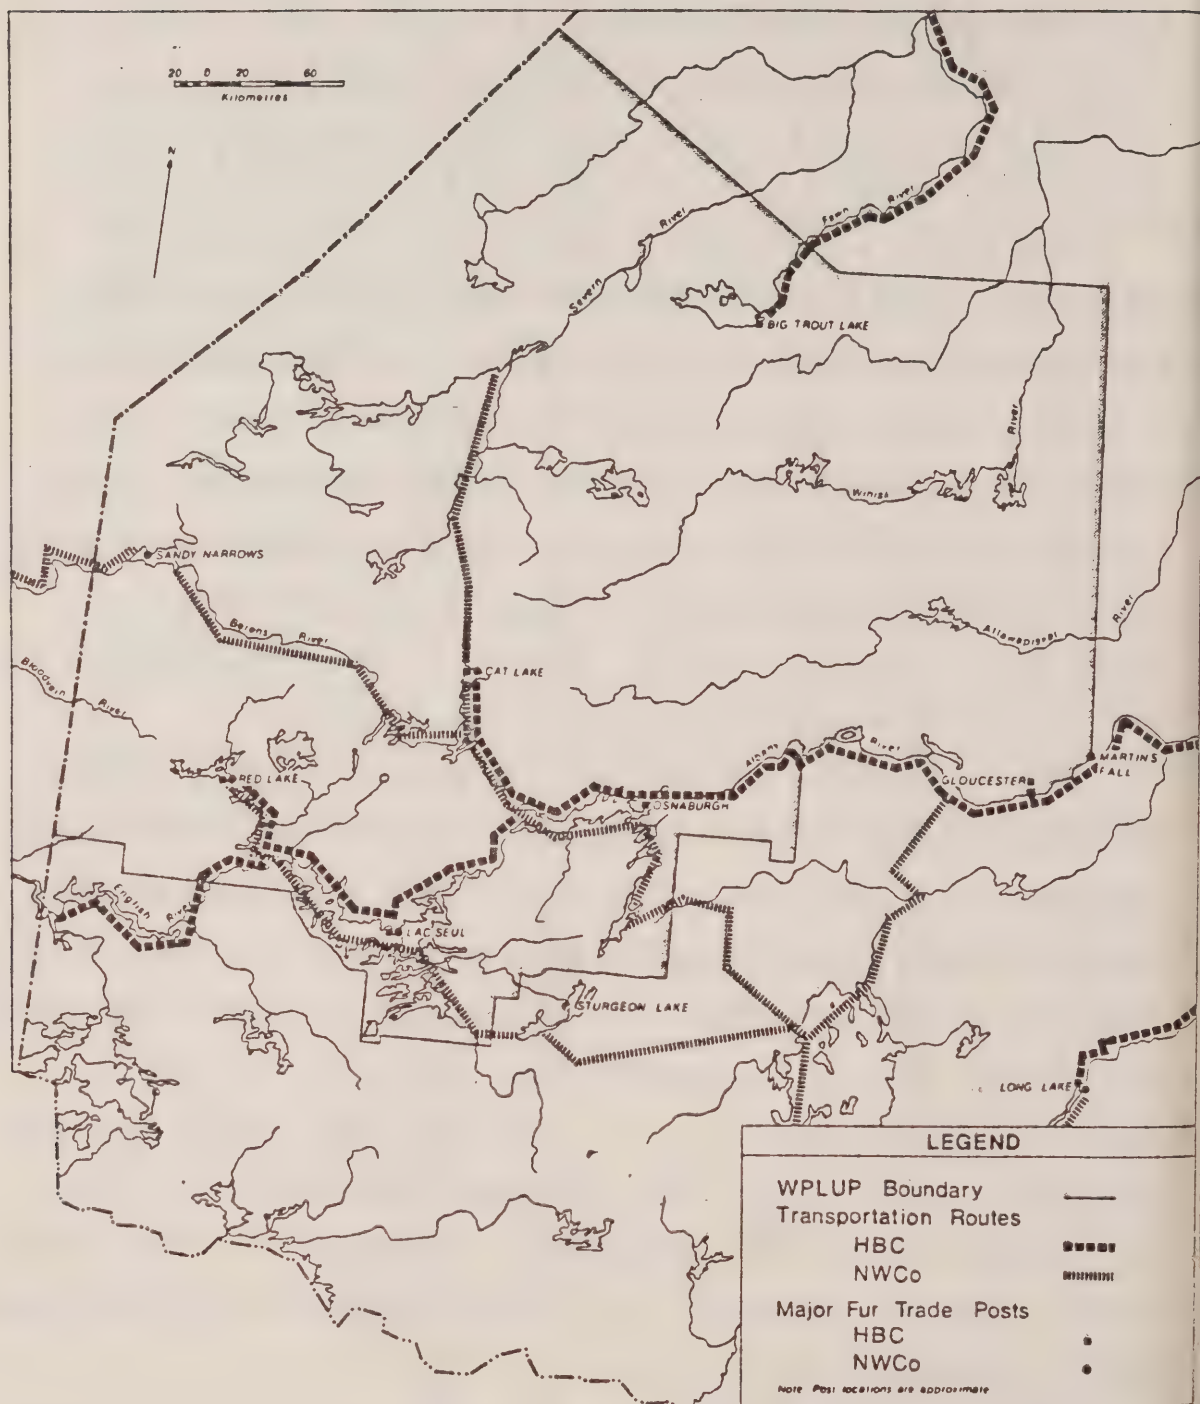 20 0 20 60
Kilometres
N
Fawn River
Severn River
BIG TROUT LAKE
River
Winisk
SANDY NARROWS
Berens River
Bloodvein River
CAT LAKE
Attawapiskat River
Albany River
RED LAKE
GLOUCESTER
MARTINS
FALL
OSNABURGH
English River
LAC SEUL
STURGEON LAKE
LONG LAKE
LEGEND
WPLUP Boundary
Transportation Routes
HBC
NWCo
Major Fur Trade Posts
HBC
NWCo
Note Post locations are approximate